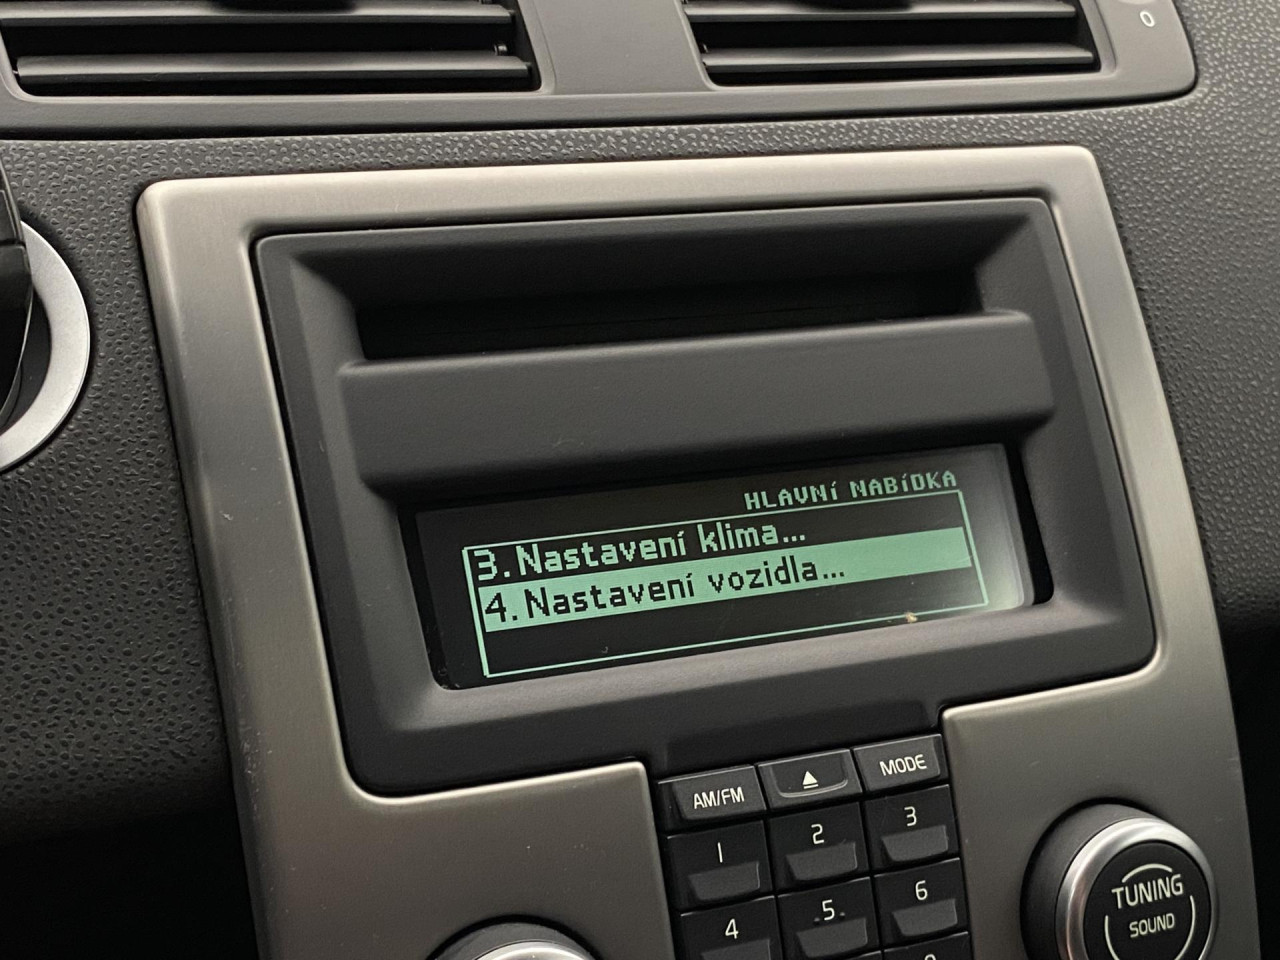 0
HLAVNÍ NABÍDKA
3. Nastavení klima...
4. Nastavení vozidla...
AM/FM
MODE
1
2
3
4
5
6
TUNING
SOUND